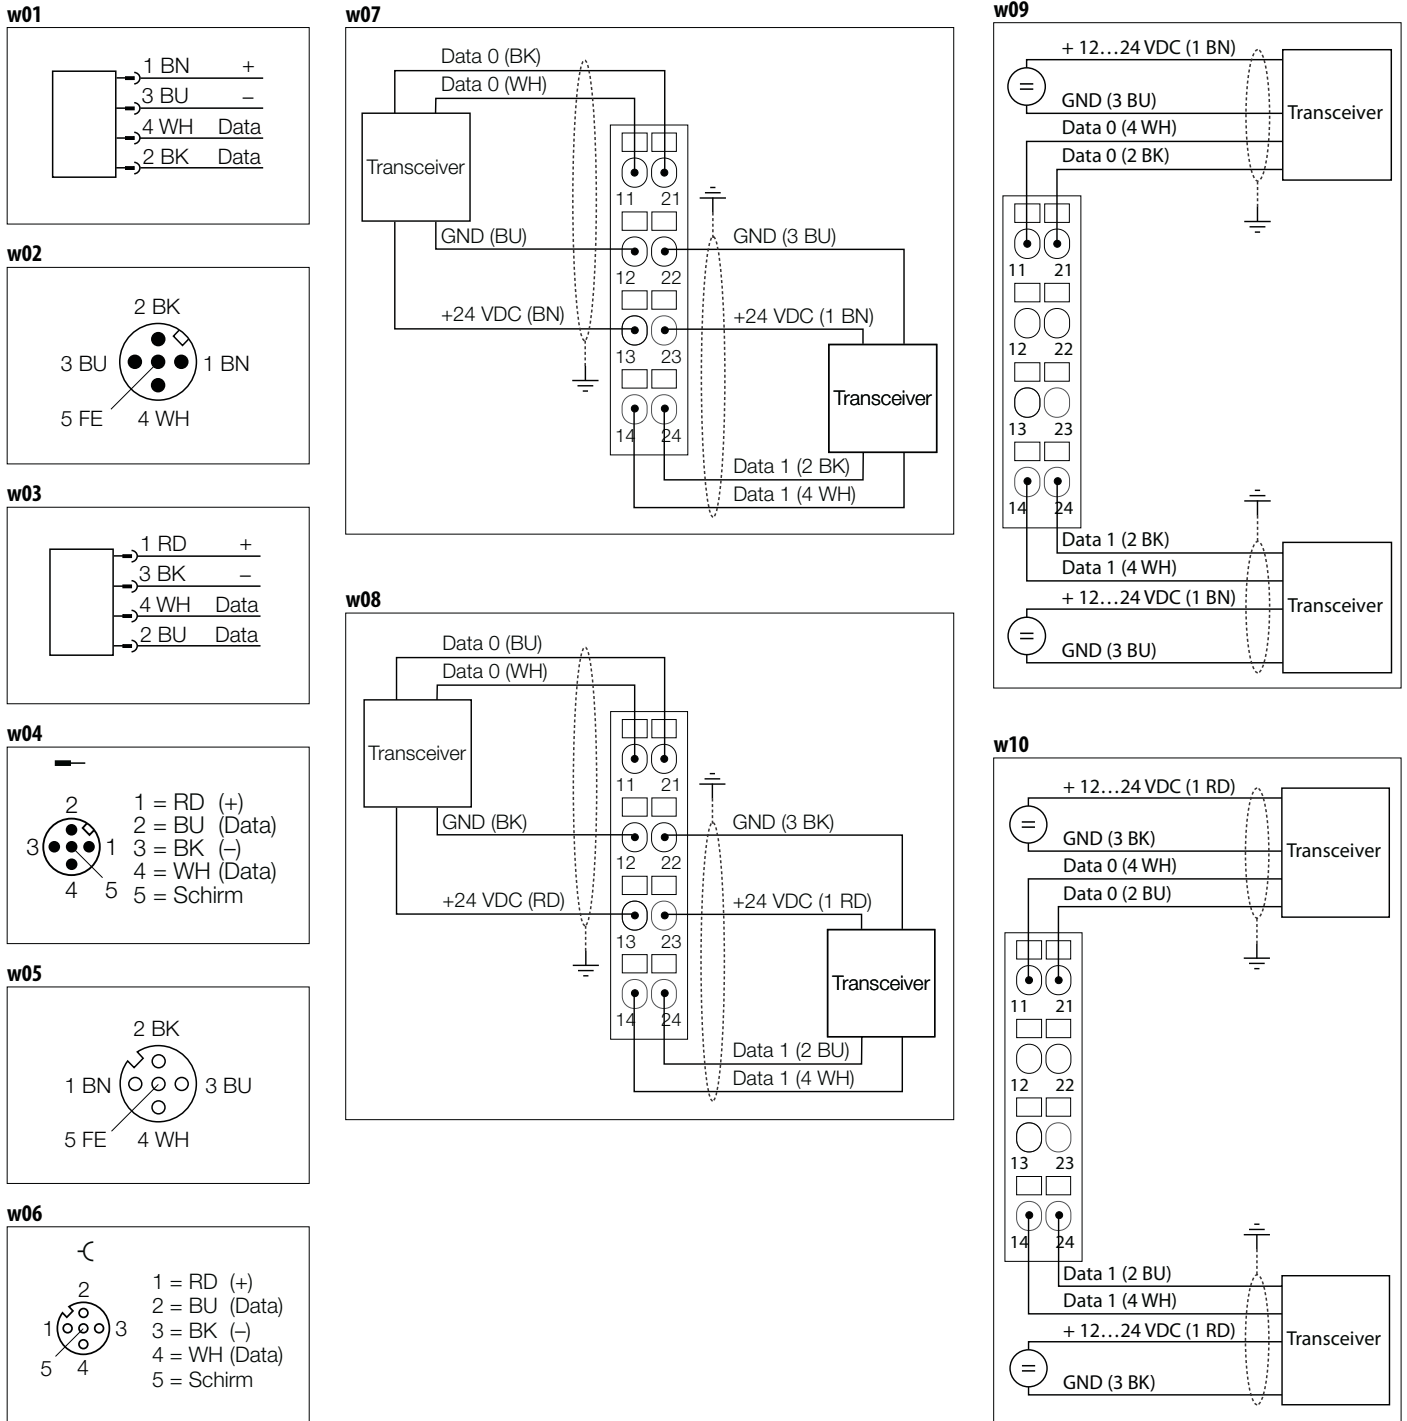 w01
1 BN +
3 BU –
4 WH Data
2 BK Data
w02
2 BK
3 BU
1 BN
5 FE
4 WH
w03
1 RD +
3 BK –
4 WH Data
2 BU Data
w04
2
3
1
4
5
1 = RD (+)
2 = BU (Data)
3 = BK (–)
4 = WH (Data)
5 = Schirm
w05
2 BK
1 BN
3 BU
5 FE
4 WH
w06
2
1
3
5
4
1 = RD (+)
2 = BU (Data)
3 = BK (–)
4 = WH (Data)
5 = Schirm
w07
Data 0 (BK)
Data 0 (WH)
Transceiver
11 21
GND (BU)
GND (3 BU)
12 22
+24 VDC (BN)
+24 VDC (1 BN)
13 23
Transceiver
14 24
Data 1 (2 BK)
Data 1 (4 WH)
w08
Data 0 (BU)
Data 0 (WH)
Transceiver
11 21
GND (BK)
GND (3 BK)
12 22
+24 VDC (RD)
+24 VDC (1 RD)
13 23
Transceiver
14 24
Data 1 (2 BU)
Data 1 (4 WH)
w09
+ 12…24 VDC (1 BN)
=
GND (3 BU)
Transceiver
Data 0 (4 WH)
Data 0 (2 BK)
11 21
12 22
13 23
14 24
Data 1 (2 BK)
Data 1 (4 WH)
+ 12…24 VDC (1 BN)
Transceiver
=
GND (3 BU)
w10
+ 12…24 VDC (1 RD)
=
GND (3 BK)
Transceiver
Data 0 (4 WH)
Data 0 (2 BU)
11 21
12 22
13 23
14 24
Data 1 (2 BU)
Data 1 (4 WH)
+ 12…24 VDC (1 RD)
Transceiver
=
GND (3 BK)